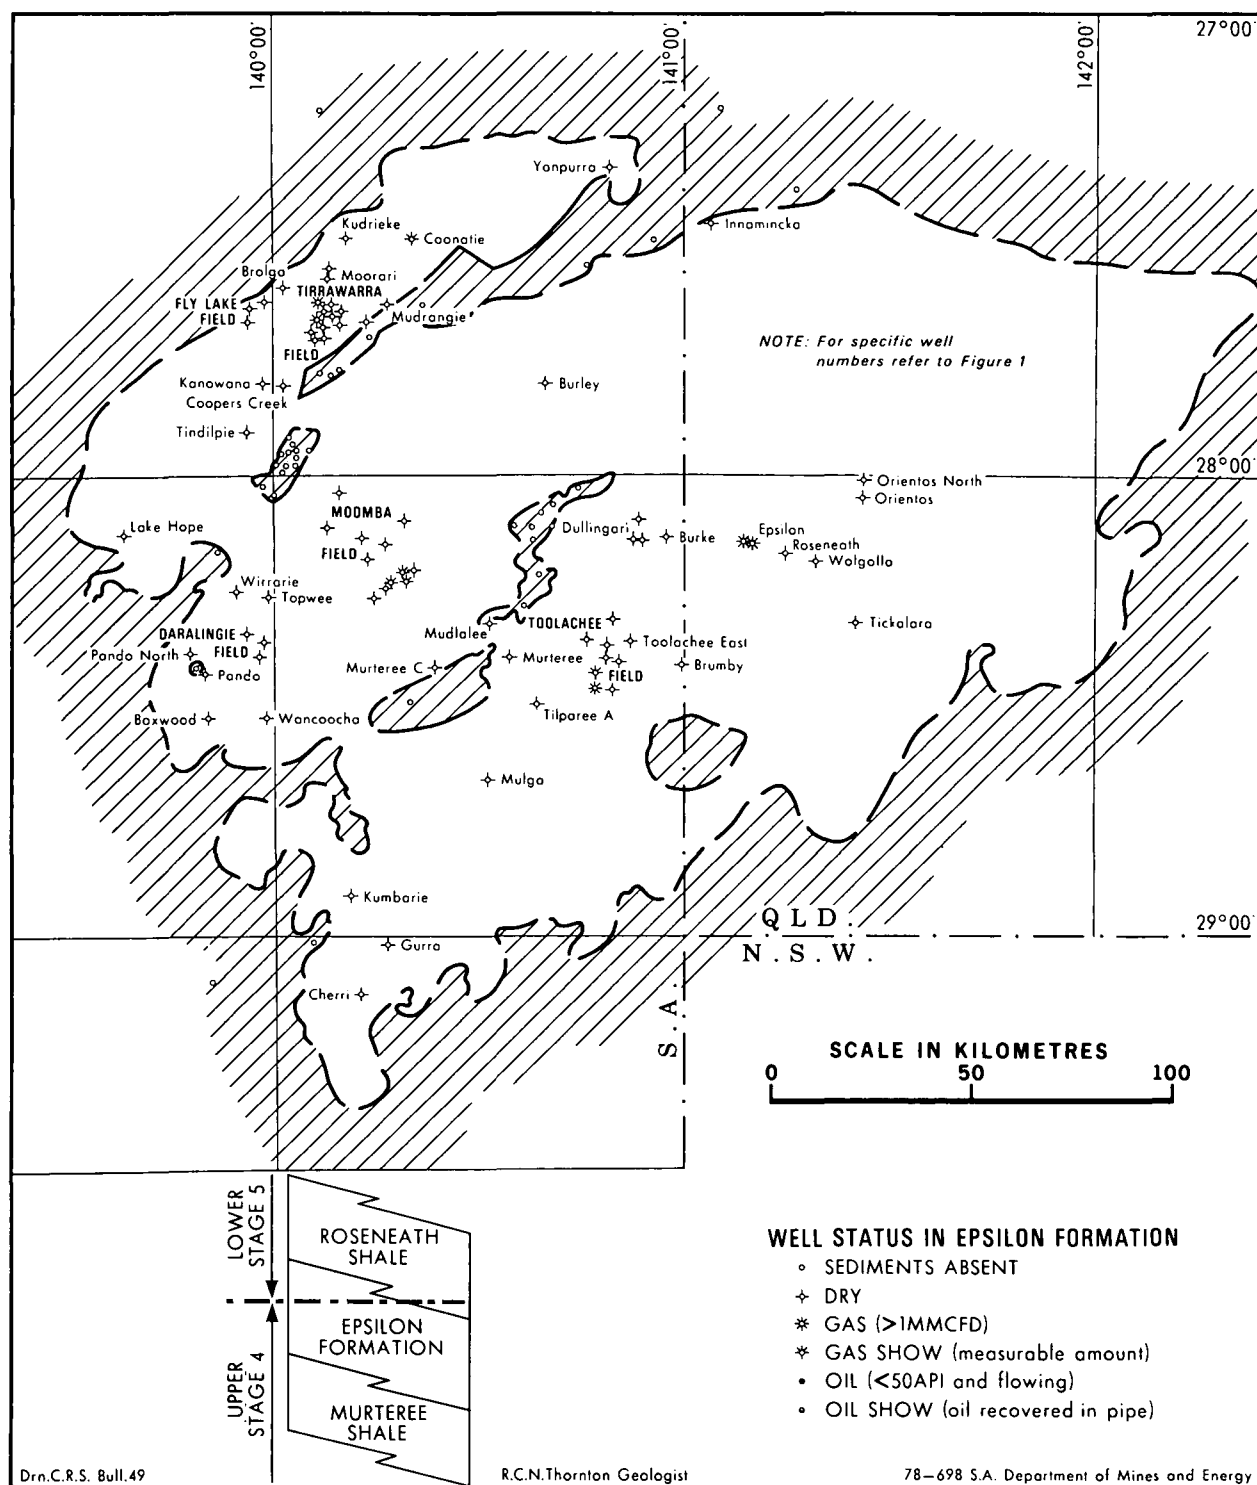 140°00'
141°00'
142°00'
27°00'
Yanpurra
Kudrieke
Coonatie
Innamincka
Brolga
Moorari
TIRRAWARRA
FLY LAKE
FIELD
Mudrangie
FIELD
NOTE: For specific well
numbers refer to Figure 1
Kanowana
Coopers Creek
Burley
Tindilpie
28°00'
Orientos North
Orientos
MOOMBA
FIELD
Lake Hope
Dullingari
Burke
Epsilon
Roseneath
Wolgolla
Wirrarie
Topwee
DARALINGIE
FIELD
Mudlalee
TOOLACHEE
Toolachee East
Tickalara
Pando North
Pando
Murteree C
Murteree
FIELD
Brumby
Boxwood
Wancoocha
Tilparee A
Mulga
Kumbarie
QLD.
29°00'
N.S.W.
Gurra
Cherri
S.A.
SCALE IN KILOMETRES
0 50 100
LOWER
STAGE 5
ROSENEATH
SHALE
EPSILON
FORMATION
UPPER
STAGE 4
MURTEREE
SHALE
WELL STATUS IN EPSILON FORMATION
SEDIMENTS ABSENT
DRY
GAS (>1MMCFD)
GAS SHOW (measurable amount)
OIL (<50API and flowing)
OIL SHOW (oil recovered in pipe)
Drn.C.R.S. Bull.49
R.C.N.Thornton Geologist
78–698 S.A. Department of Mines and Energy